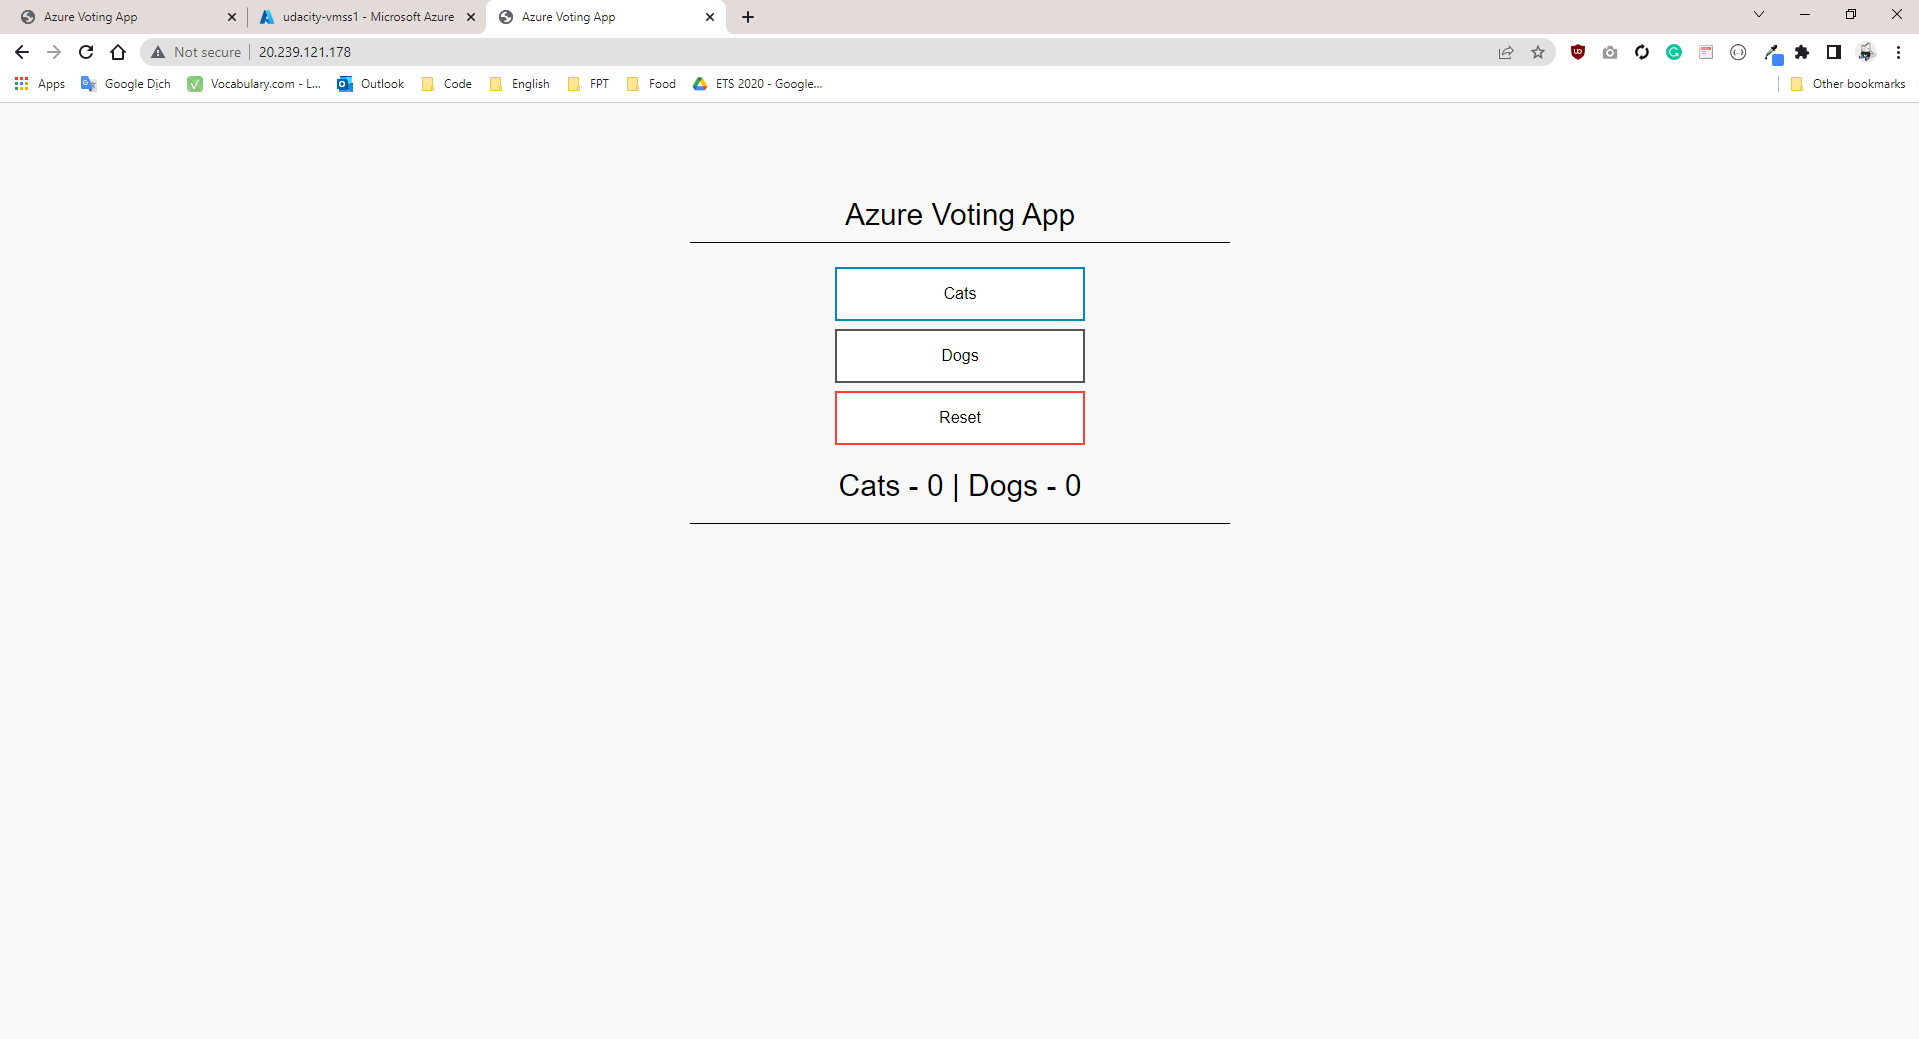 Azure Voting App
udacity-vmss1 - Microsoft Azure
Azure Voting App
Not secure
20.239.121.178
Apps
Google Dịch
Vocabulary.com - L...
Outlook
Code
English
FPT
Food
ETS 2020 - Google...
Other bookmarks
Azure Voting App
Cats
Dogs
Reset
Cats - 0 | Dogs - 0